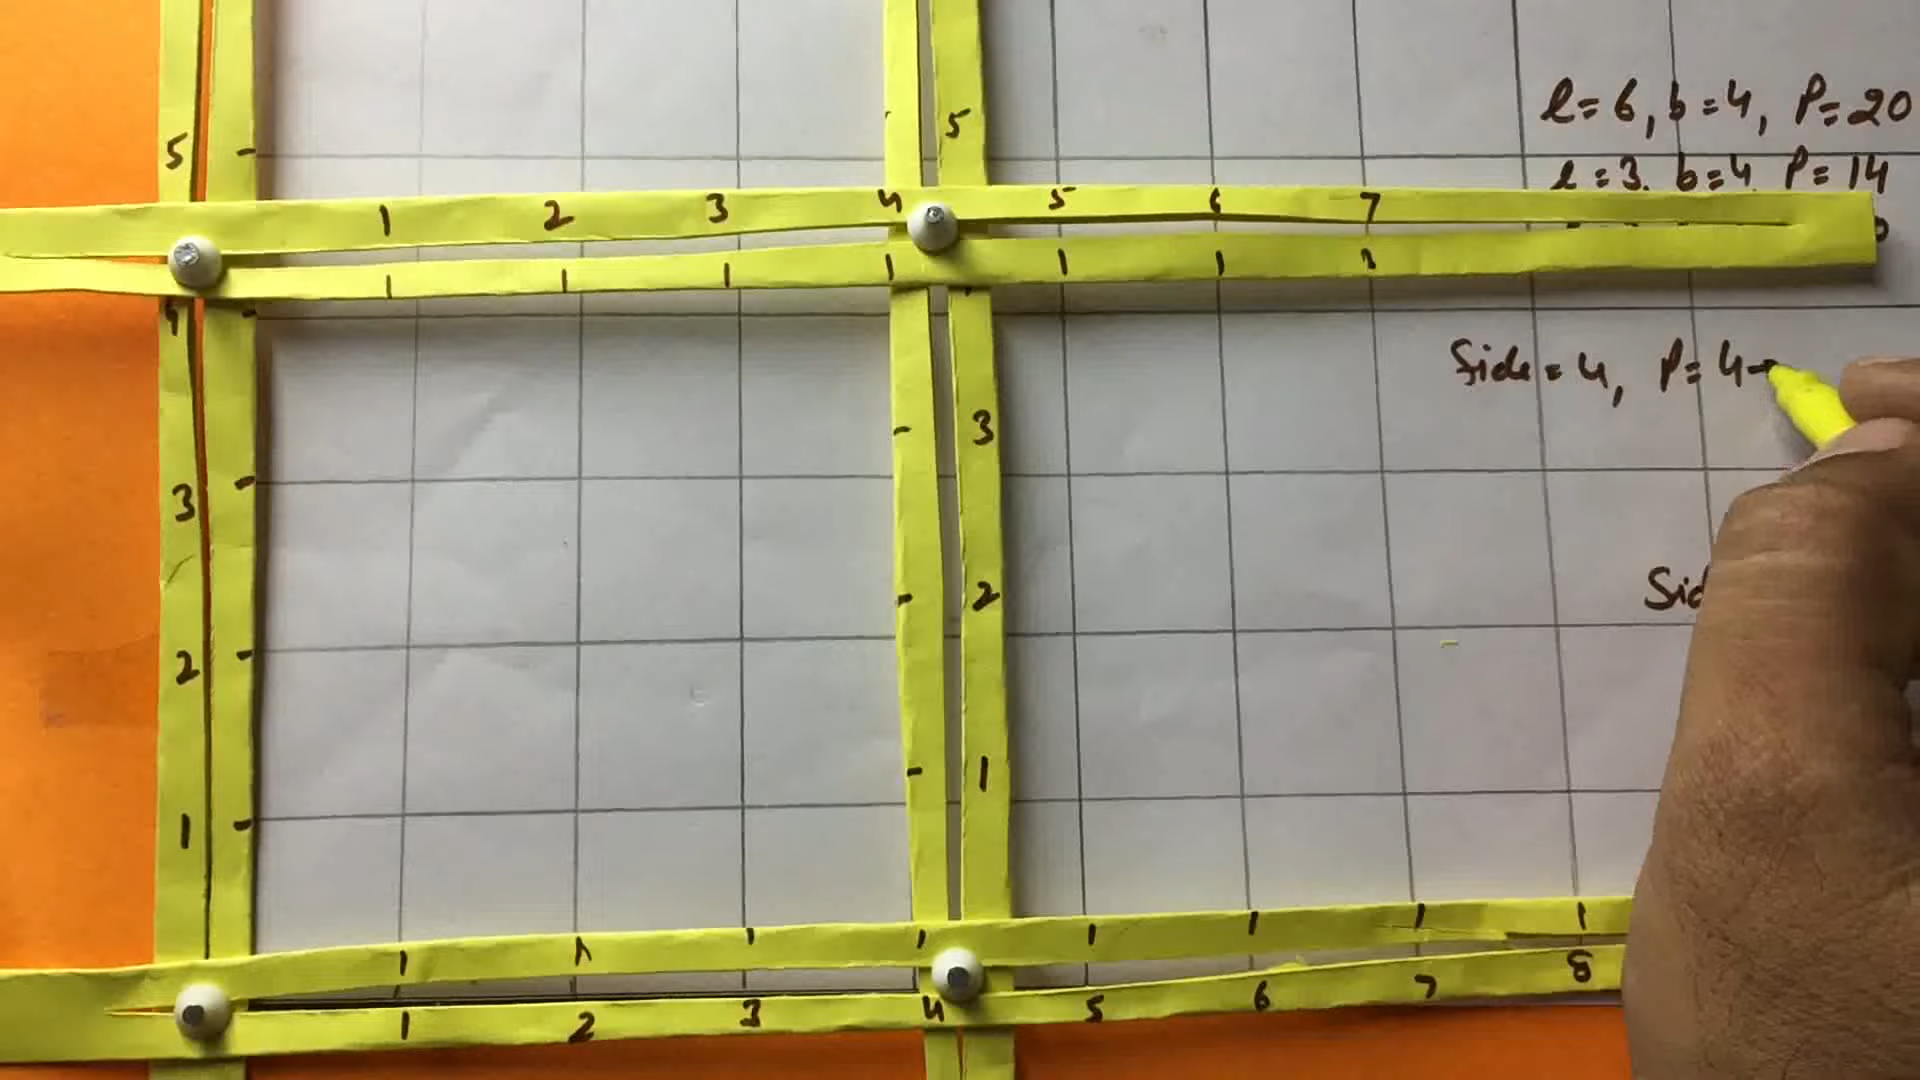 l=6, b=4, P=20
5 5
l=3. b=4. P=14
1 2 3 4 5 6 7
4
Side=4, P=4
3 3
2 2
1 1
1 2 3 4 5 6 7 8